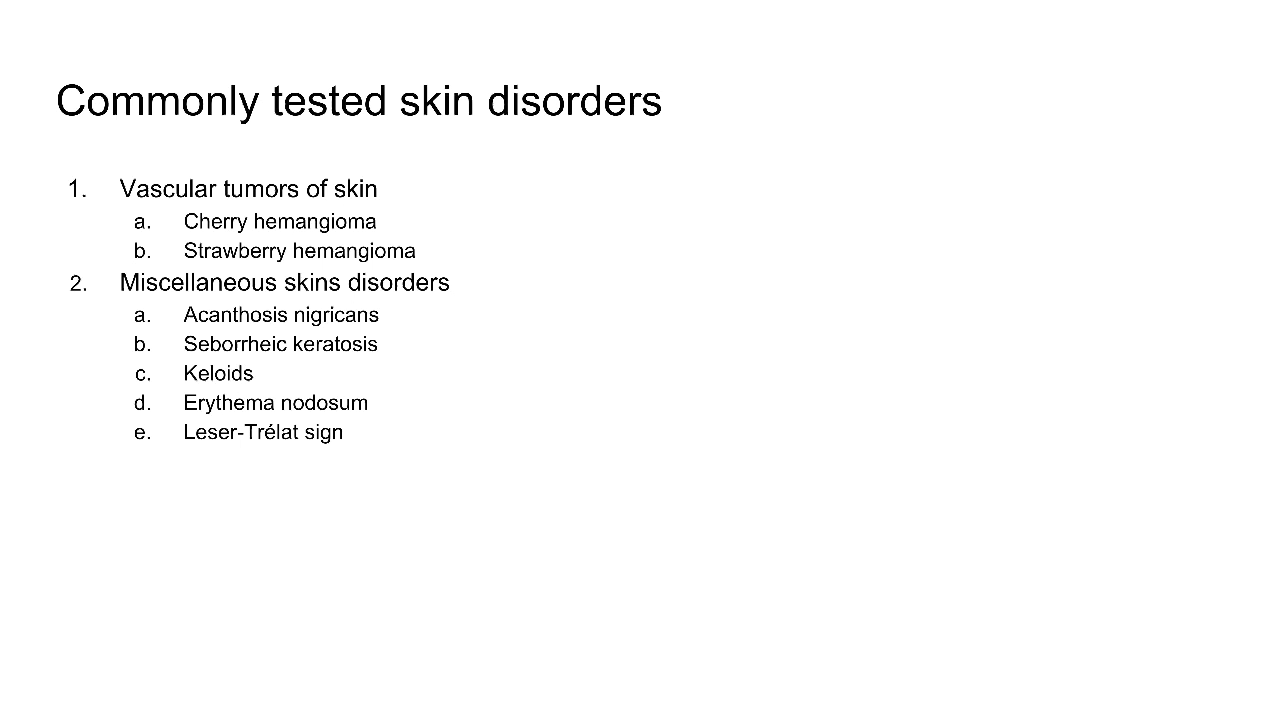 Commonly tested skin disorders
1. Vascular tumors of skin
a. Cherry hemangioma
b. Strawberry hemangioma
2. Miscellaneous skins disorders
a. Acanthosis nigricans
b. Seborrheic keratosis
c. Keloids
d. Erythema nodosum
e. Leser-Trélat sign